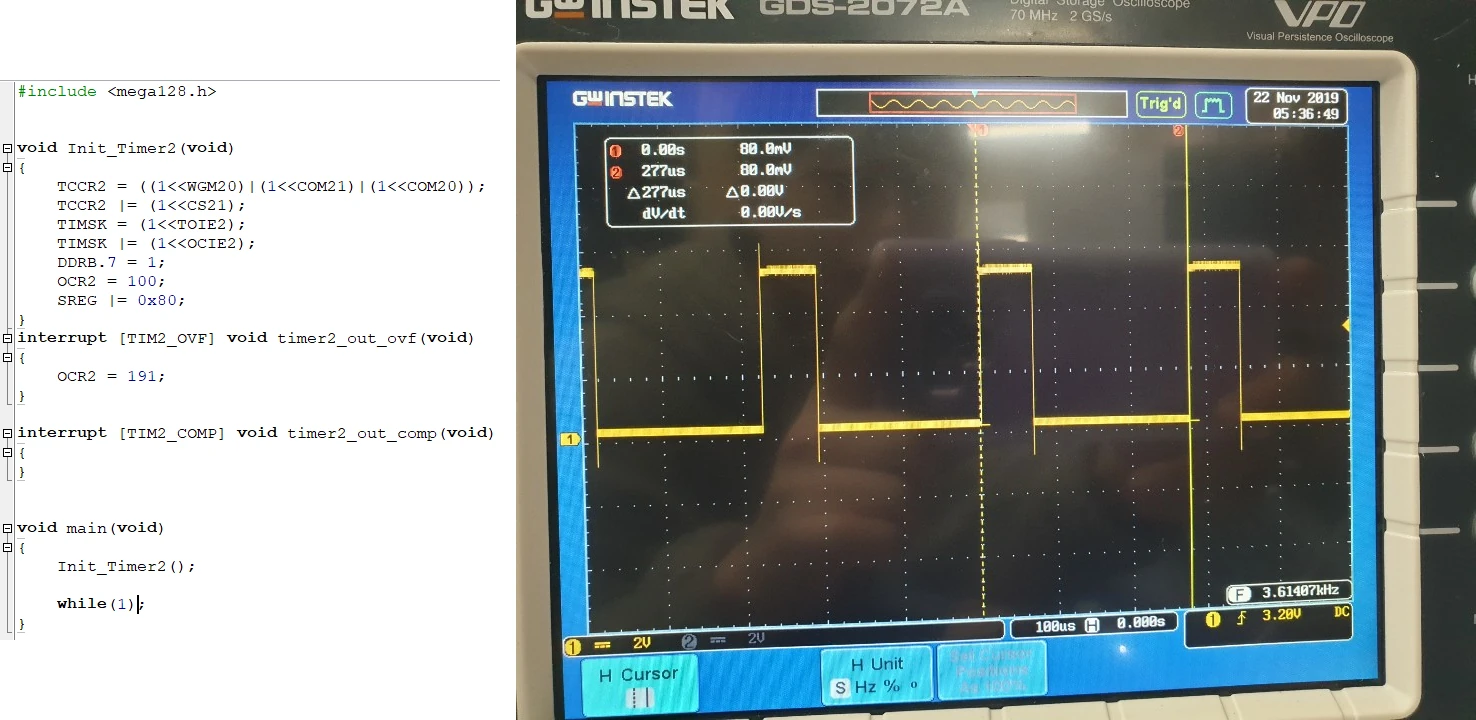 #include <mega128.h>
void Init_Timer2(void)
{
TCCR2 = ((1<<WGM20)|(1<<COM21)|(1<<COM20));
TCCR2 |= (1<<CS21);
TIMSK = (1<<TOIE2);
TIMSK |= (1<<OCIE2);
DDRB.7 = 1;
OCR2 = 100;
SREG |= 0x80;
}
interrupt [TIM2_OVF] void timer2_out_ovf(void)
{
OCR2 = 191;
}
interrupt [TIM2_COMP] void timer2_out_comp(void)
{
}
void main(void)
{
Init_Timer2();
while(1);
}
GWINSTEK GDS-2072A
Digital Storage Oscilloscope
70 MHz 2 GS/s
VPO
Visual Persistence Oscilloscope
GWINSTEK
Trig'd
22 Nov 2019
05:36:49
1 0.00s 80.0mV
2 277us 80.0mV
△277us △0.00V
dV/dt 0.00V/s
1
2
1
F 3.61407kHz
1 2V 2 2V
100us H 0.000s
1 3.20V DC
H Cursor
H Unit
S Hz % °